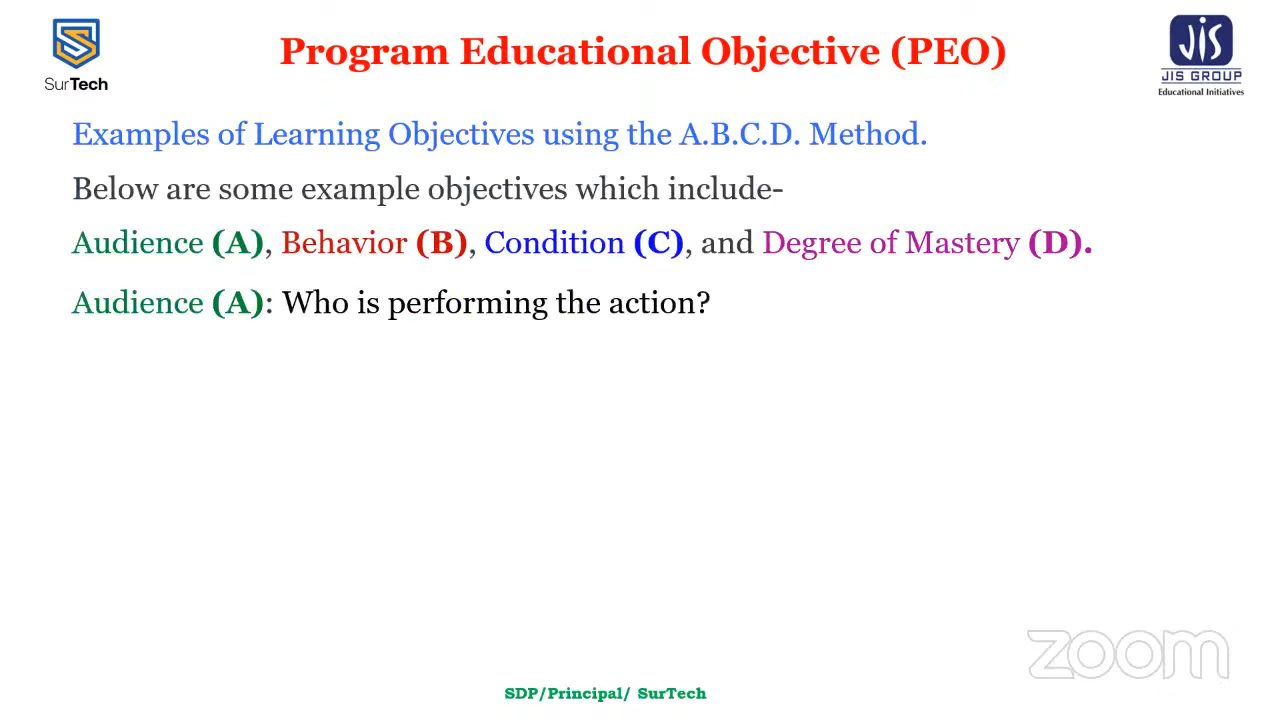 Program Educational Objective (PEO)
SurTech
JIS
JIS GROUP
Educational Initiatives
Examples of Learning Objectives using the A.B.C.D. Method.
Below are some example objectives which include-
Audience (A), Behavior (B), Condition (C), and Degree of Mastery (D).
Audience (A): Who is performing the action?
zoom
SDP/Principal/ SurTech